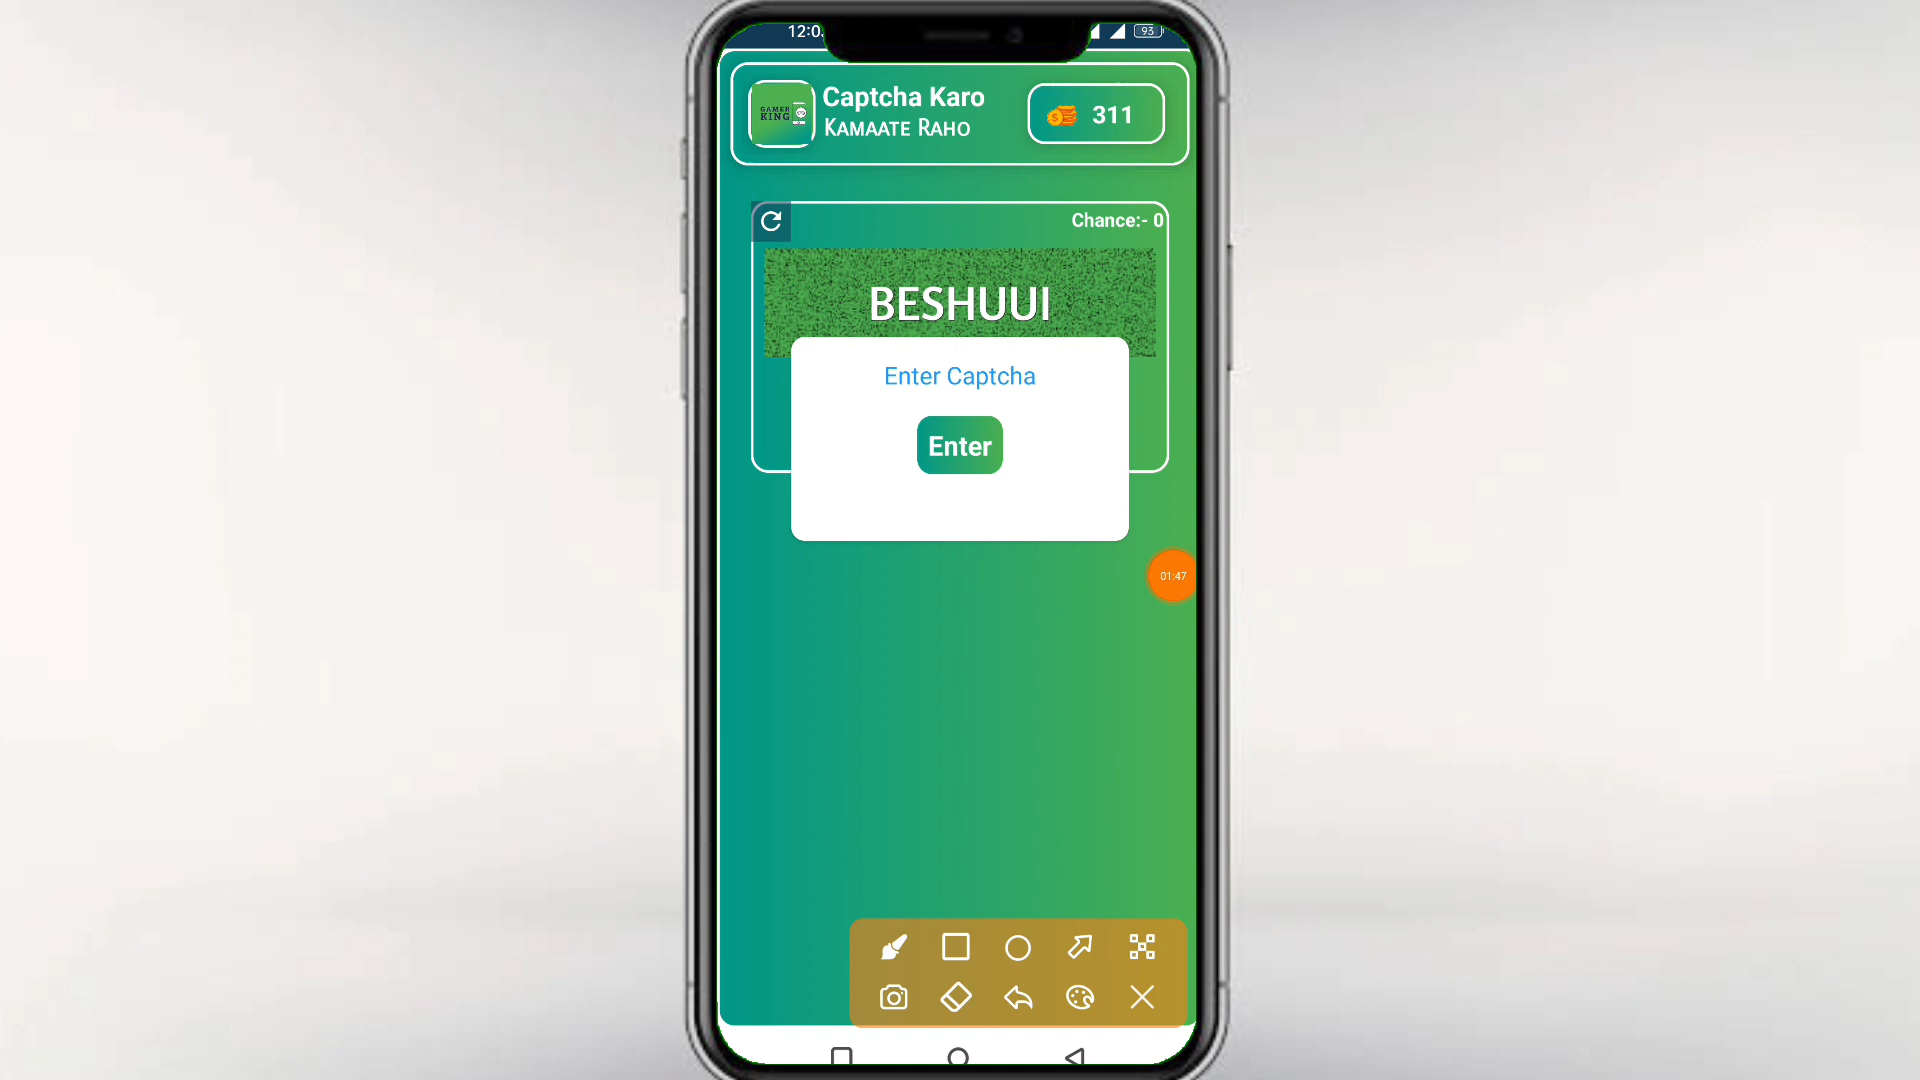 12:0
93
GAMER
KING
Captcha Karo
KAMAATE RAHO
311
Chance:- 0
BESHUUI
Enter Captcha
Enter
01:47